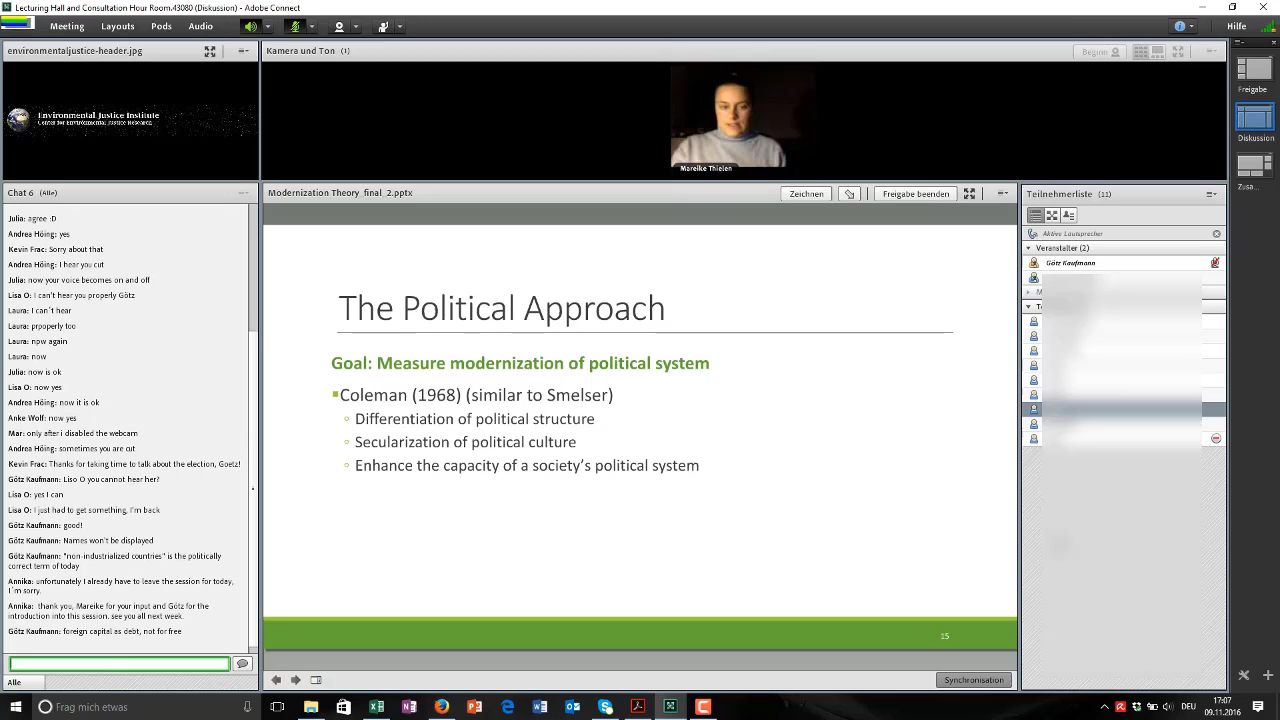 Lecturing Hall and Consultation Hour Room.43080 (Diskussion) - Adobe Connect
Meeting Layouts Pods Audio Hilfe
environmentaljustice-header.jpg
Environmental Justice Institute
Center for Environmental Justice Research
Kamera und Ton (1)
Beginn
Mareike Thielen
Freigabe
Diskussion
Zusa...
Chat 6 (Alle)
Julia: agree :D
Andrea Höing: yes
Kevin Frac: Sorry about that
Andrea Höing: I hear you cut
Julia: now your voice becomes on and off
Lisa O: I can't hear you properly Götz
Laura: I can´t hear
Laura: prpoperly too
Laura: npw again
Laura: now
Julia: now is ok
Lisa O: now yes
Andrea Höing: now it is ok
Anke Wolf: now yes
Mar: only after i disabled the webcam
Andrea Höing: sometimes you are cut
Kevin Frac: Thanks for taking time to talk about the election, Goetz!
Götz Kaufmann: Liso O you cannot hear her?
Lisa O: yes I can
Lisa O: I just had to get something, I'm back
Götz Kaufmann: good!
Götz Kaufmann: Names won't be displayed
Götz Kaufmann: "non-industrialized countries" is the politically
correct term of today
Annika: unfortunately I already have to leave the session for today,
I´m sorry.
Annika: thank you, Mareike for your input and Götz for the
introduction into this session. see you all next week.
Götz Kaufmann: foreign capital as debt, not for free
Alle
Modernization Theory_final_2.pptx
Zeichnen
Freigabe beenden
The Political Approach
Goal: Measure modernization of political system
Coleman (1968) (similar to Smelser)
Differentiation of political structure
Secularization of political culture
Enhance the capacity of a society's political system
15
Synchronisation
Teilnehmerliste (11)
Aktive Lautsprecher
Veranstalter (2)
Götz Kaufmann
Frag mich etwas
DEU
17:07
09.11.2016